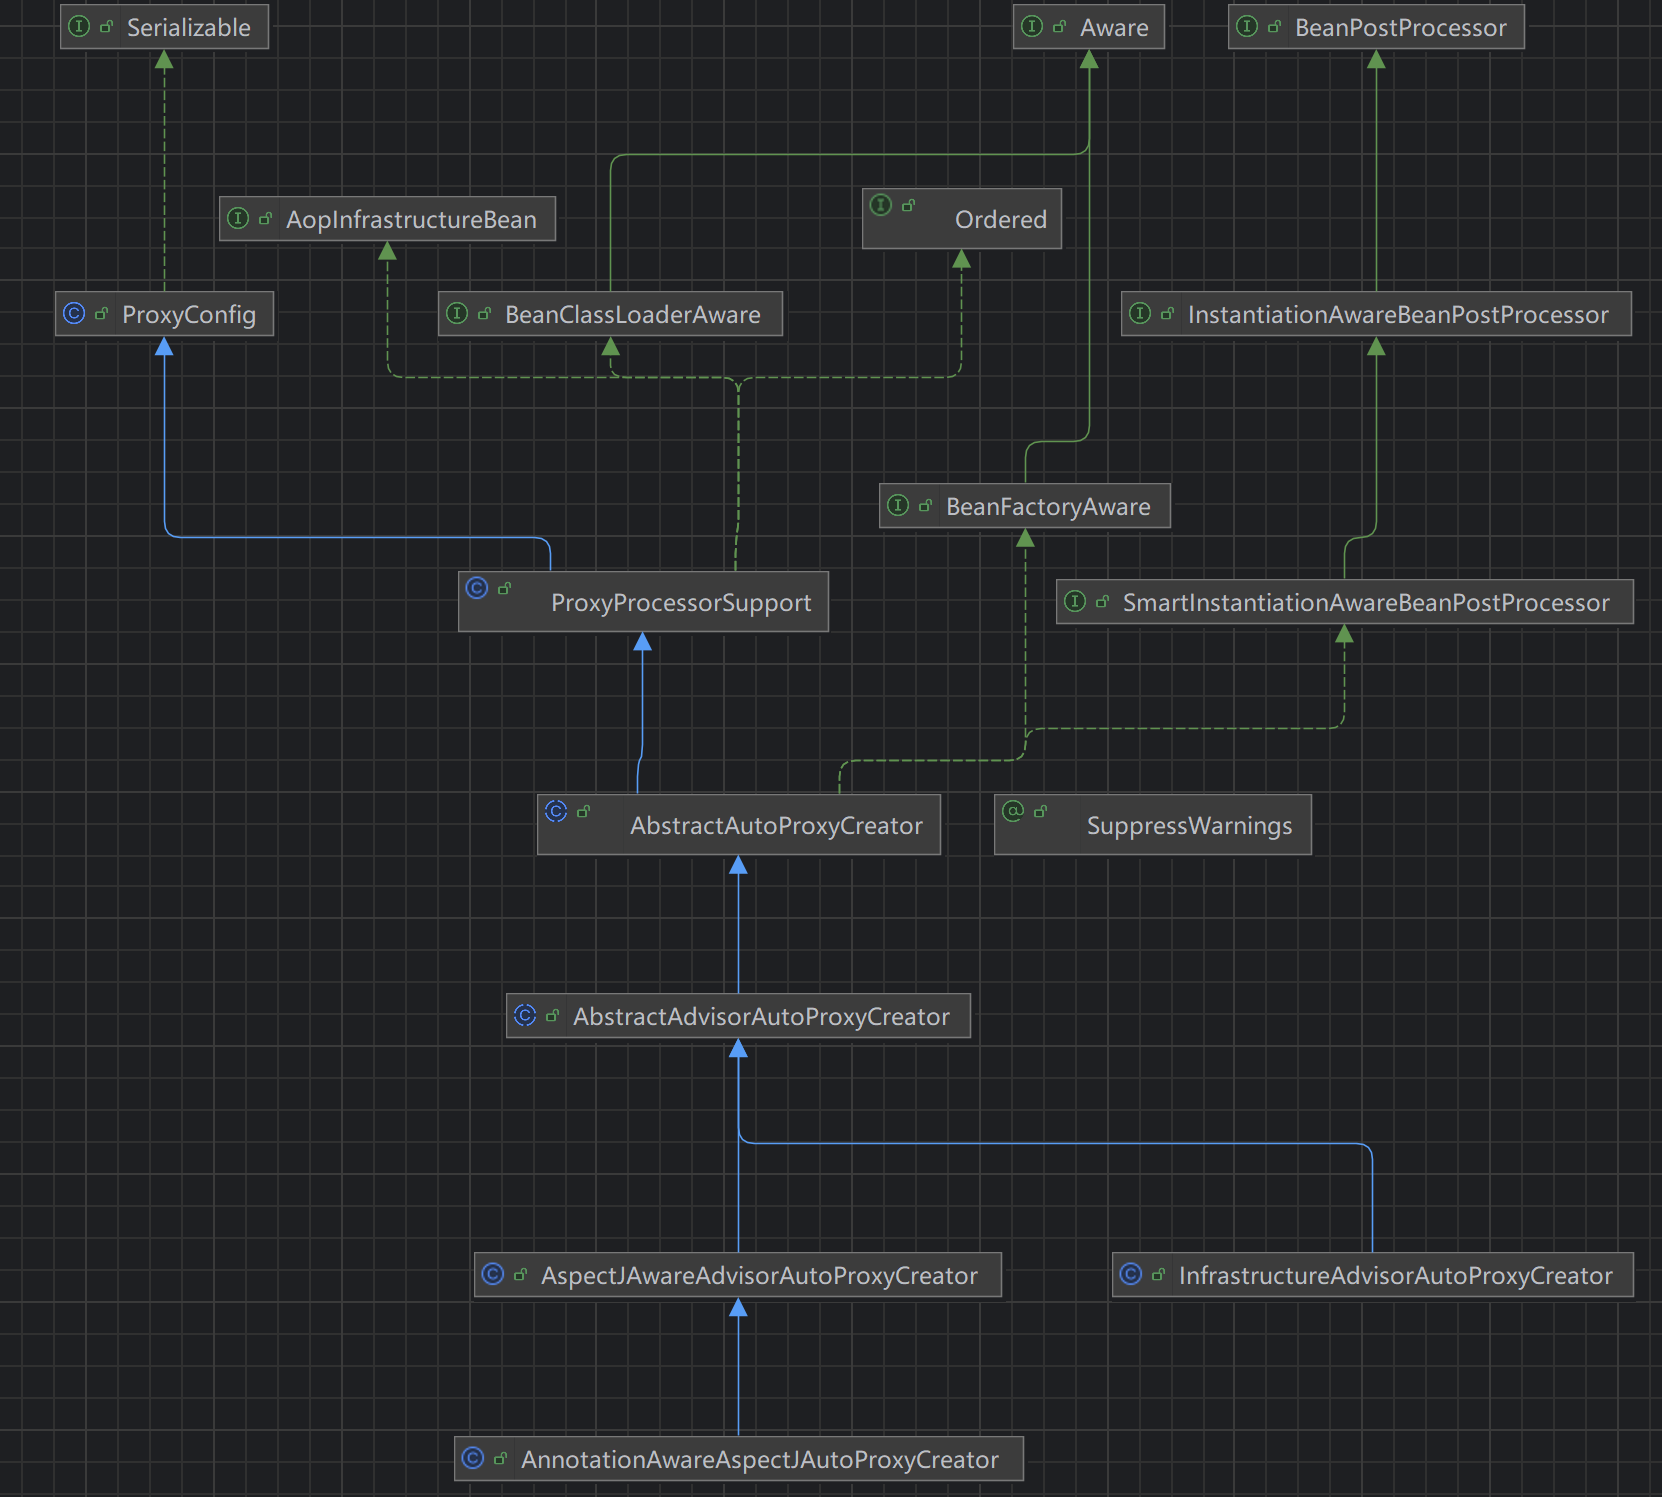 Serializable
Aware
BeanPostProcessor
AopInfrastructureBean
Ordered
ProxyConfig
BeanClassLoaderAware
InstantiationAwareBeanPostProcessor
BeanFactoryAware
ProxyProcessorSupport
SmartInstantiationAwareBeanPostProcessor
AbstractAutoProxyCreator
SuppressWarnings
AbstractAdvisorAutoProxyCreator
AspectJAwareAdvisorAutoProxyCreator
InfrastructureAdvisorAutoProxyCreator
AnnotationAwareAspectJAutoProxyCreator